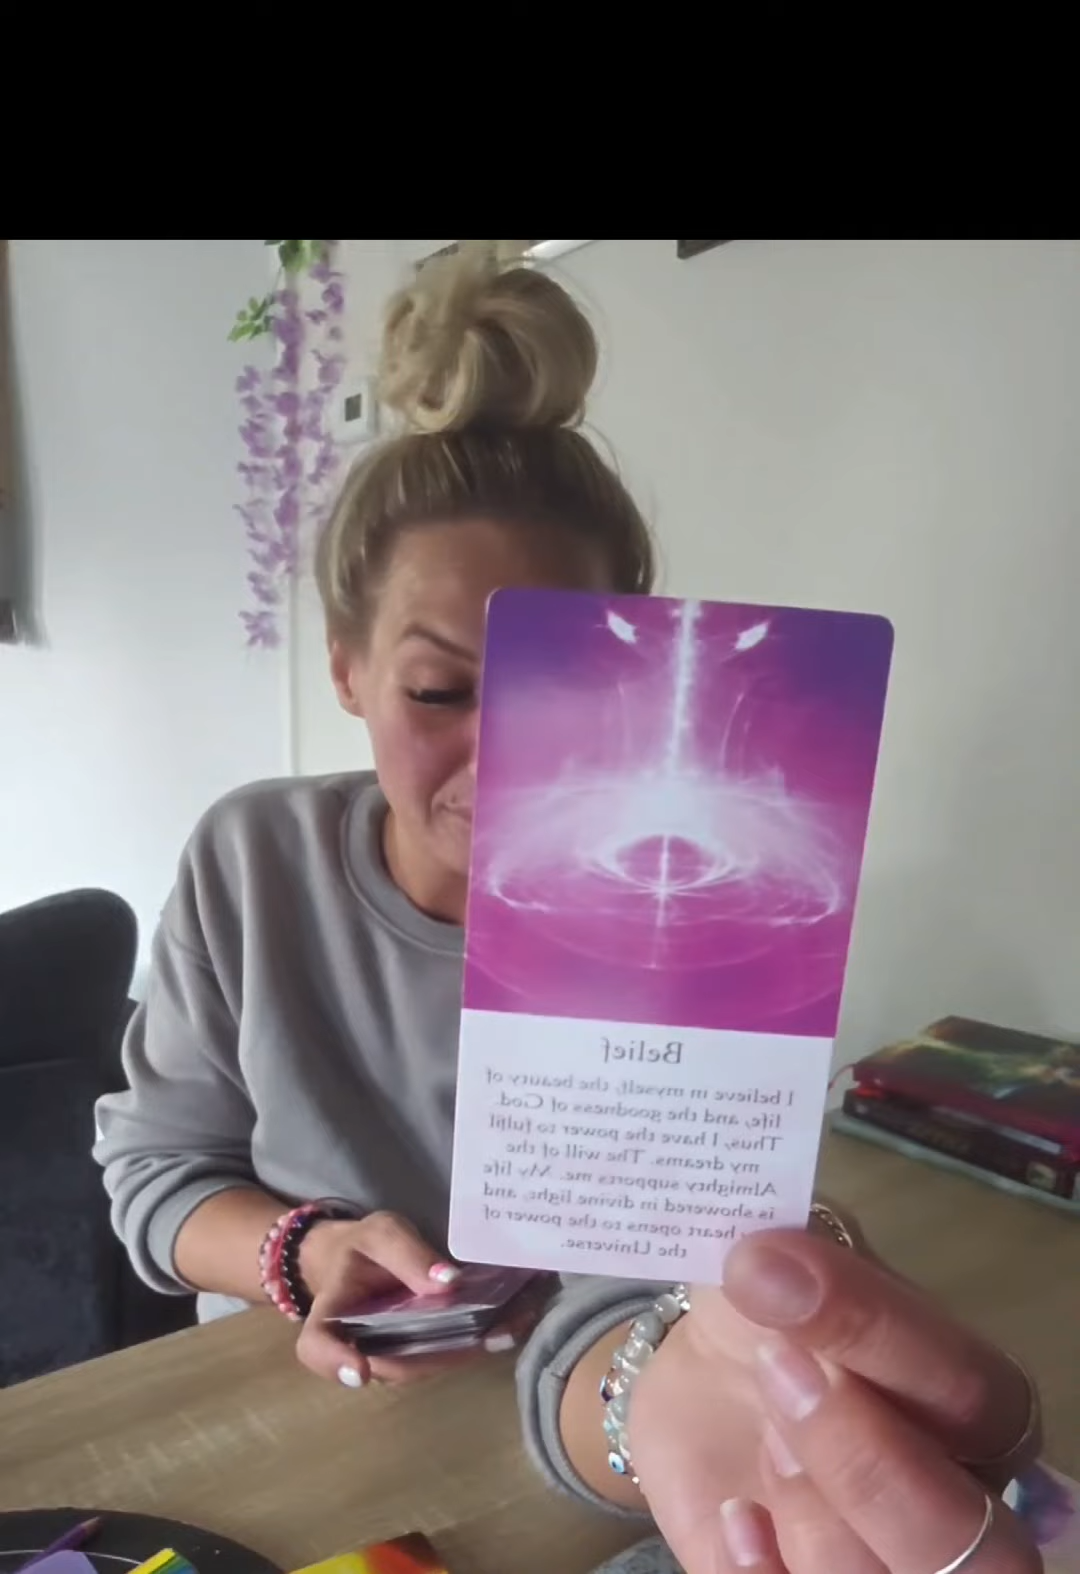 Belief
I believe in myself, the beauty of
life, and the goodness of God.
Thus, I have the power to fulfil
my dreams. The will of the
Almighty supports me. My life
is showered in divine light, and
heart opens to the power of
the Universe.